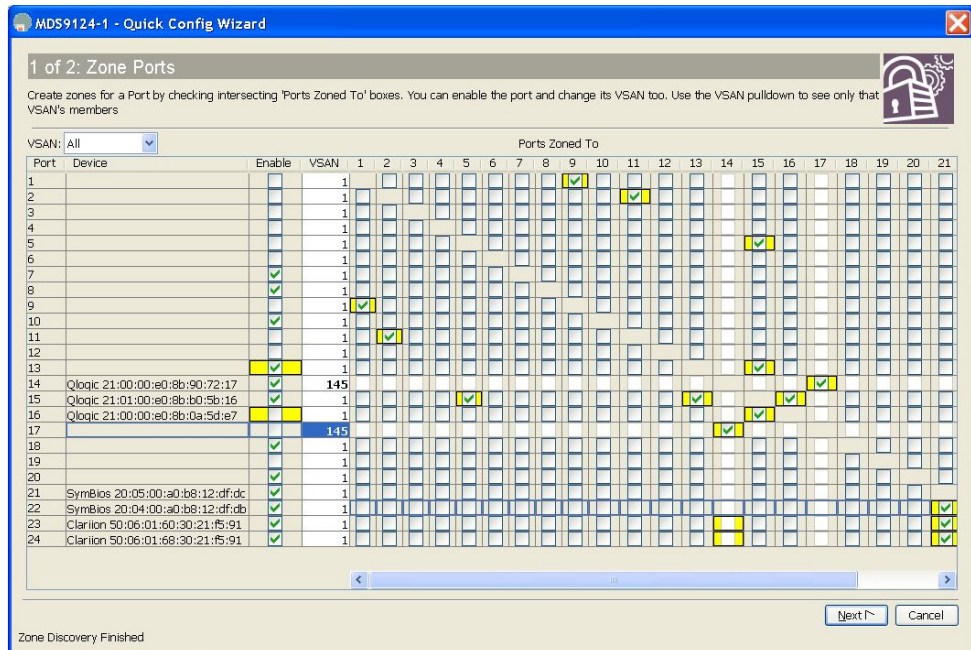 MDS9124-1 - Quick Config Wizard
1 of 2: Zone Ports
Create zones for a Port by checking intersecting 'Ports Zoned To' boxes. You can enable the port and change its VSAN too. Use the VSAN pulldown to see only that
VSAN's members
VSAN: All Ports Zoned To
Port Device Enable VSAN 1 2 3 4 5 6 7 8 9 10 11 12 13 14 15 16 17 18 19 20 21
1 1
2 1
3 1
4 1
5 1
6 1
7 1
8 1
9 1
10 1
11 1
12 1
13 1
14 Qlogic 21:00:00:e0:8b:90:72:17 145
15 Qlogic 21:01:00:e0:8b:b0:5b:16 1
16 Qlogic 21:00:00:e0:8b:0a:5d:e7 1
17 145
18 1
19 1
20 1
21 SymBios 20:05:00:a0:b8:12:df:dc 1
22 SymBios 20:04:00:a0:b8:12:df:db 1
23 Clariion 50:06:01:60:30:21:f5:91 1
24 Clariion 50:06:01:68:30:21:f5:91 1
Next Cancel
Zone Discovery Finished